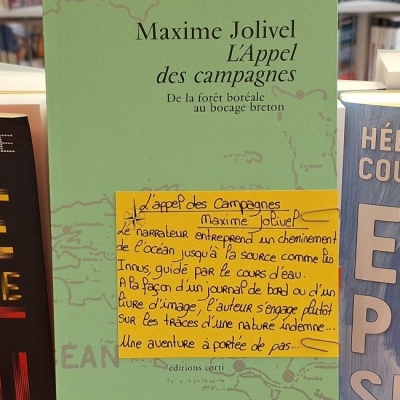 Maxime Jolivel
L'Appel
des campagnes
De la forêt boréale
au bocage breton
L'appel des Campagnes
Maxime Jolivel
Le narrateur entreprend un cheminement
de l'océan jusqu'à la source comme les
Innus, guidé par le cours d'eau.
A la façon d'un journal de bord ou d'un
livre d'image, l'auteur s'engage plutôt
sur les traces d'une nature indemne...
Une aventure à portée de pas...
ÉAN
éditions corti
E
E
E
HÉ
COU
E
P